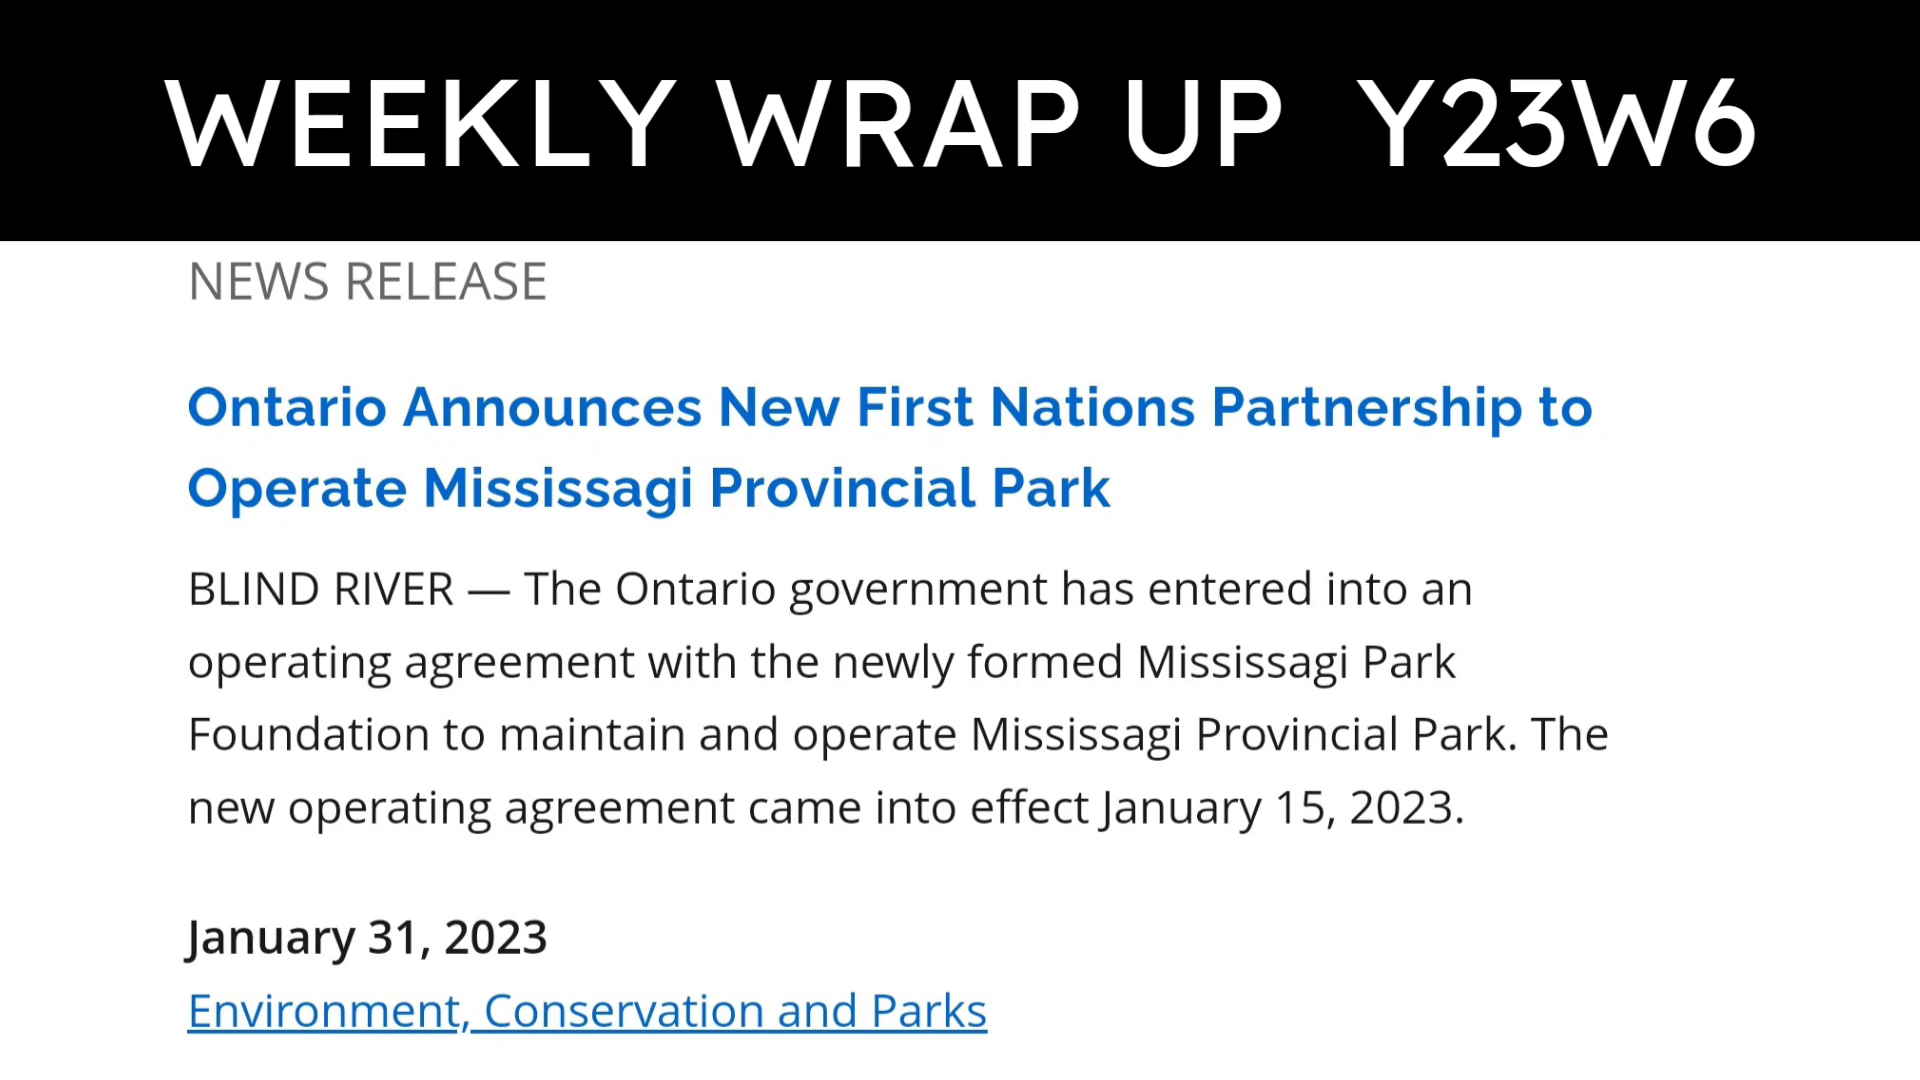 WEEKLY WRAP UP Y23W6
NEWS RELEASE
Ontario Announces New First Nations Partnership to
Operate Mississagi Provincial Park
BLIND RIVER — The Ontario government has entered into an
operating agreement with the newly formed Mississagi Park
Foundation to maintain and operate Mississagi Provincial Park. The
new operating agreement came into effect January 15, 2023.
January 31, 2023
Environment, Conservation and Parks